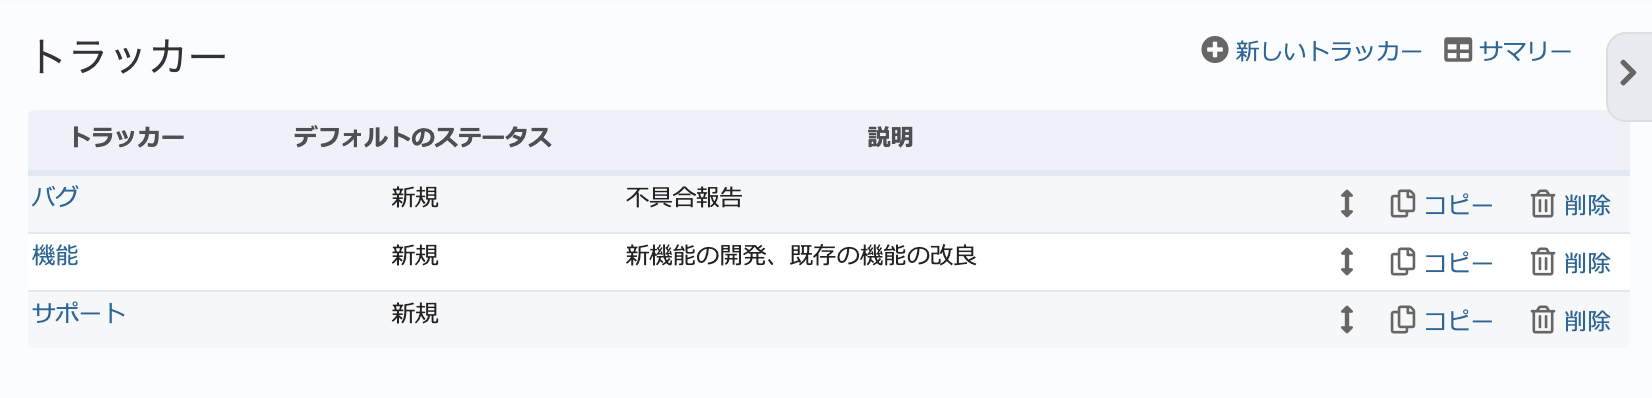 トラッカー
新しいトラッカー サマリー
トラッカー デフォルトのステータス 説明
バグ 新規 不具合報告 コピー 削除
機能 新規 新機能の開発、既存の機能の改良 コピー 削除
サポート 新規 コピー 削除